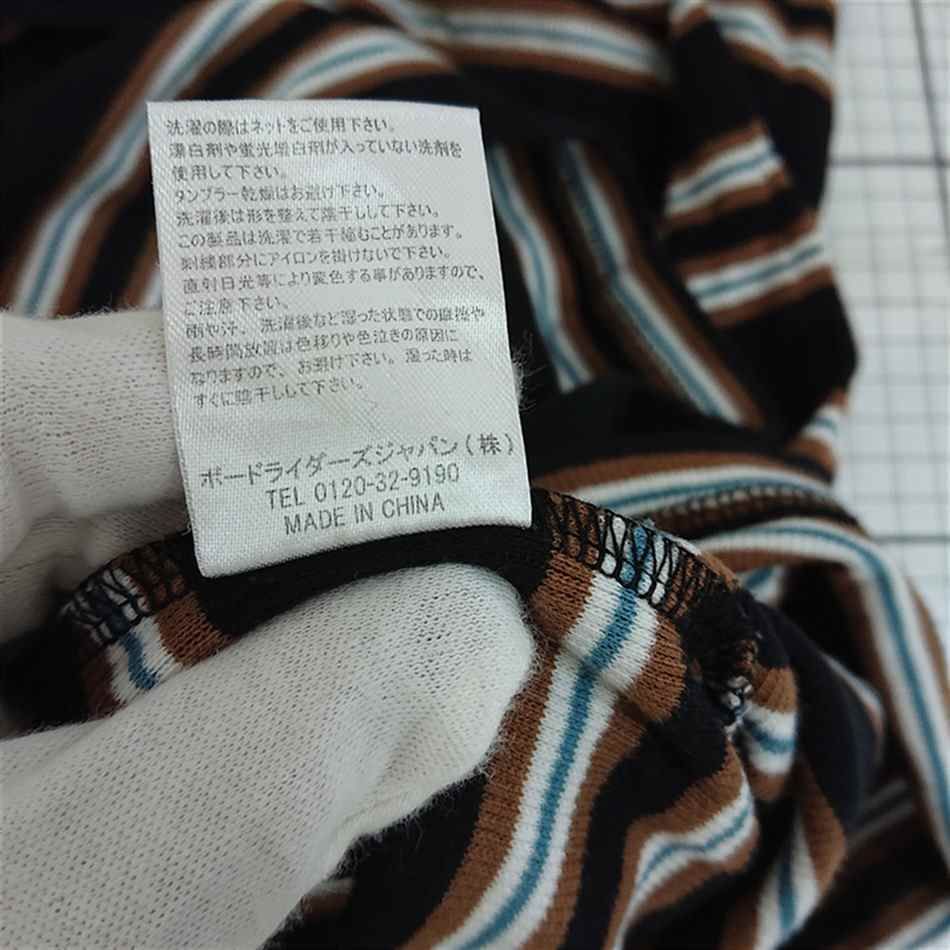 洗濯の際はネットをご使用下さい。
漂白剤や蛍光増白剤が入っていない洗剤を
使用して下さい。
タンブラー乾燥はお避け下さい。
洗濯後は形を整えて陰干しして下さい。
この製品は洗濯で若干縮むことがあります。
刺繍部分にアイロンを掛けないで下さい。
直射日光等により変色する事がありますので、
ご注意下さい。
雨や汗、洗濯後など湿った状態での摩擦や
長時間放置は色移りや色泣きの原因に
なりますので、お避け下さい。湿った時は
すぐに陰干しして下さい。
ボードライダーズジャパン(株)
TEL 0120-32-9190
MADE IN CHINA